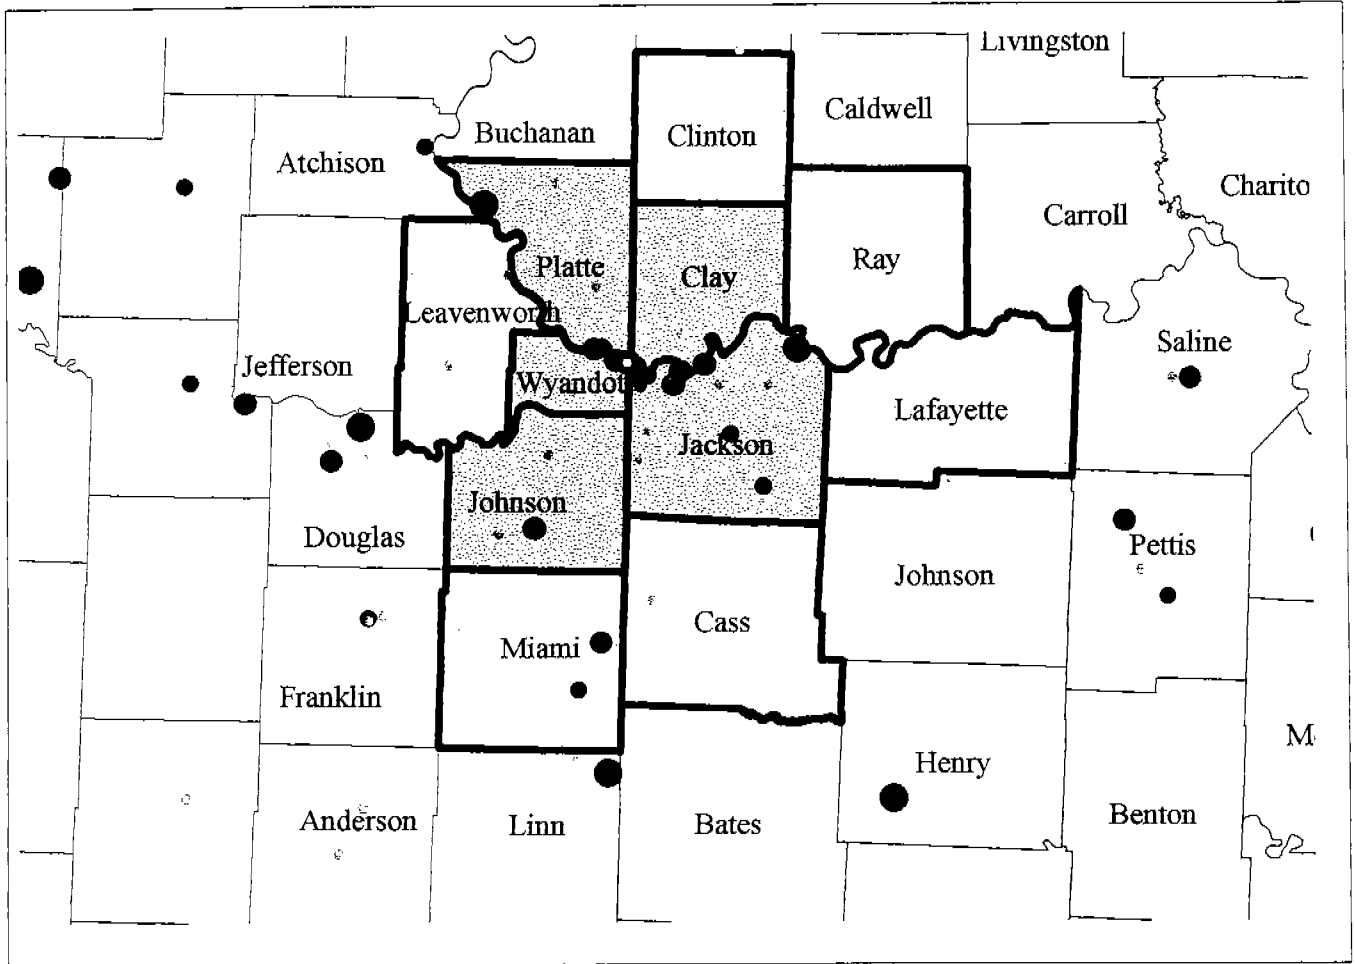 Livingston
Caldwell
Buchanan
Clinton
Atchison
Charito
Carroll
Ray
Platte
Clay
Leavenworth
Saline
Jefferson
Wyandot
Lafayette
Jackson
Johnson
Douglas
Pettis
Johnson
Cass
Miami
Franklin
M
Henry
Benton
Anderson
Linn
Bates